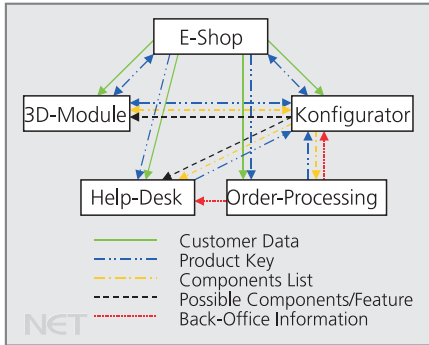 E-Shop
3D-Module Konfigurator
Help-Desk Order-Processing
Customer Data
Product Key
Components List
Possible Components/Feature
Back-Office Information
NET